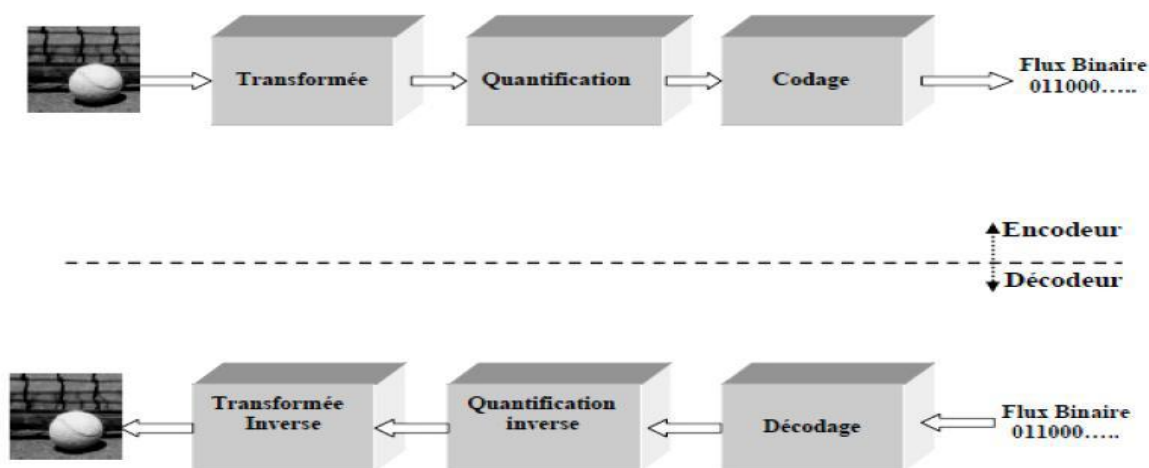 Transformée
Quantification
Codage
Flux Binaire
011000.....
Encodeur
Décodeur
Transformée
Inverse
Quantification
inverse
Décodage
Flux Binaire
011000.....